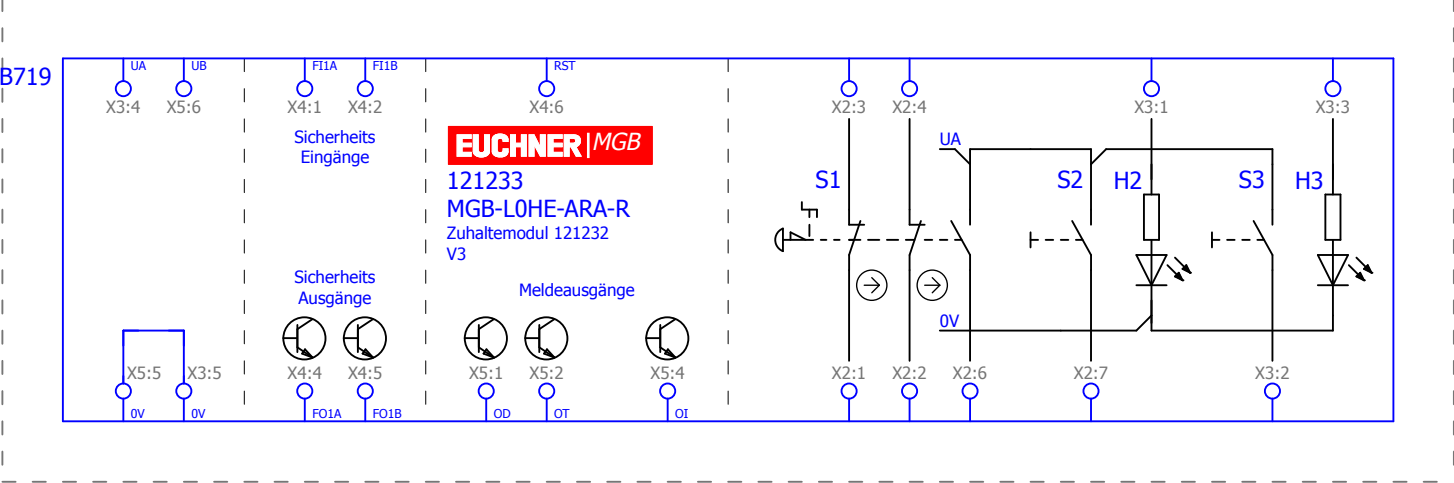 B719
UA UB FI1A FI1B RST
X3:4 X5:6 X4:1 X4:2 X4:6 X2:3 X2:4 X3:1 X3:3
Sicherheits
Eingänge
EUCHNER MGB
121233
MGB-L0HE-ARA-R
Zuhaltemodul 121232
V3
UA
S1 S2 H2 S3 H3
Sicherheits
Ausgänge
Meldeausgänge
0V
X5:5 X3:5 X4:4 X4:5 X5:1 X5:2 X5:4 X2:1 X2:2 X2:6 X2:7 X3:2
0V 0V FO1A FO1B OD OT OI